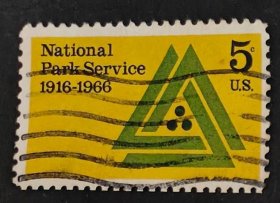 National
Park Service
1916-1966
5c
U.S.